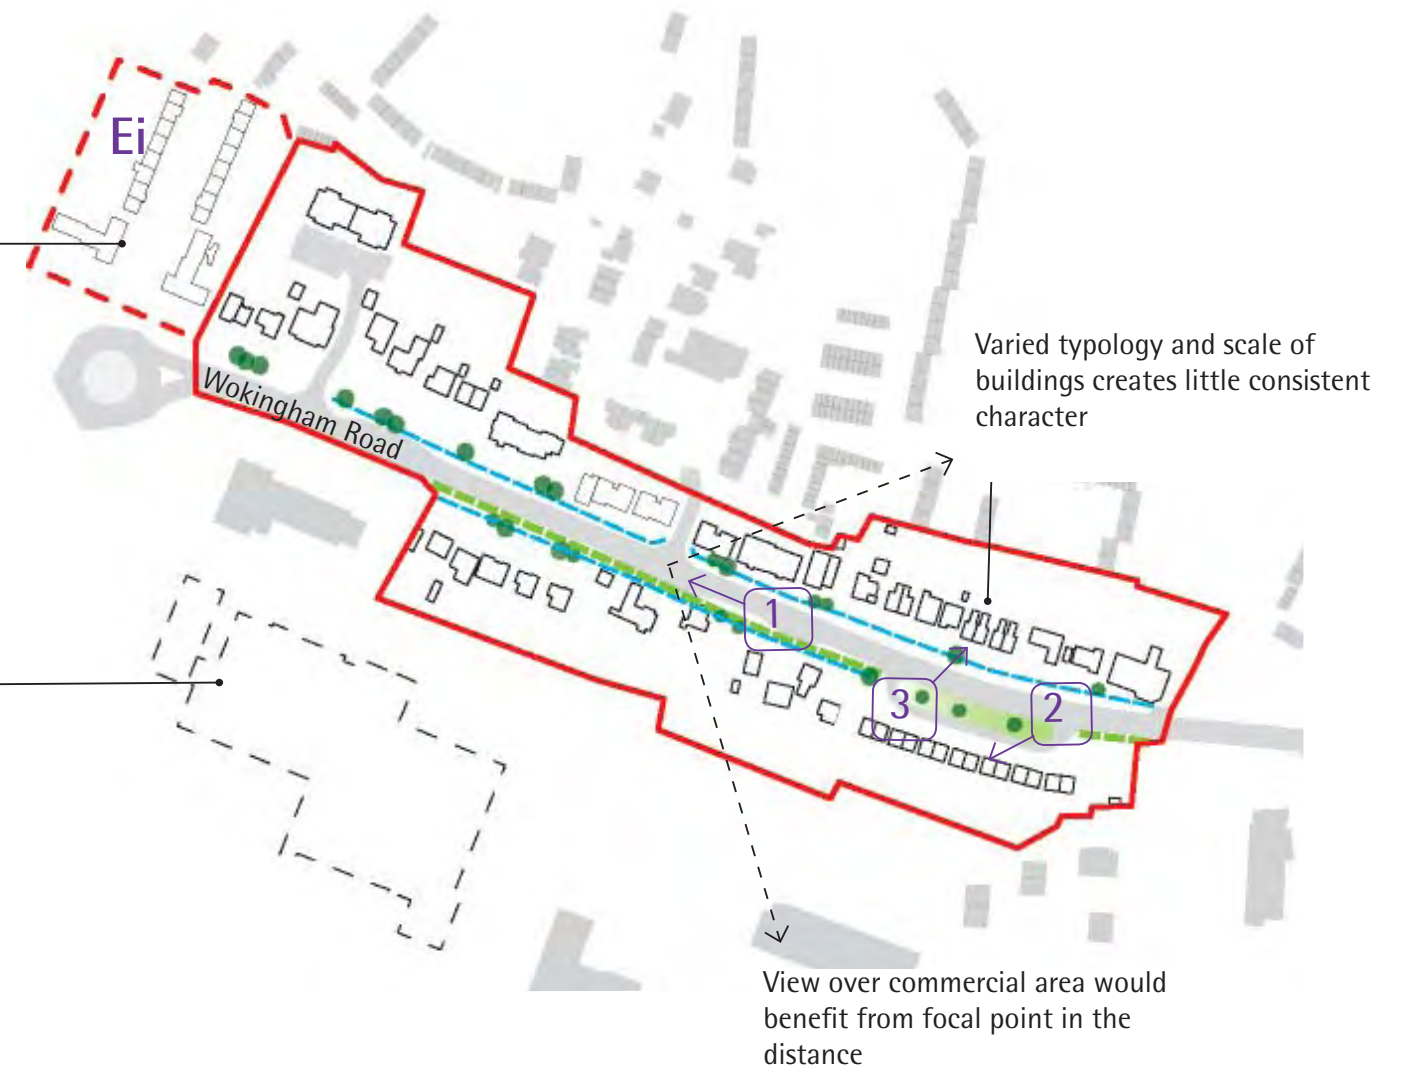 Ei
Wokingham Road
Varied typology and scale of
buildings creates little consistent
character
1
3
2
View over commercial area would
benefit from focal point in the
distance